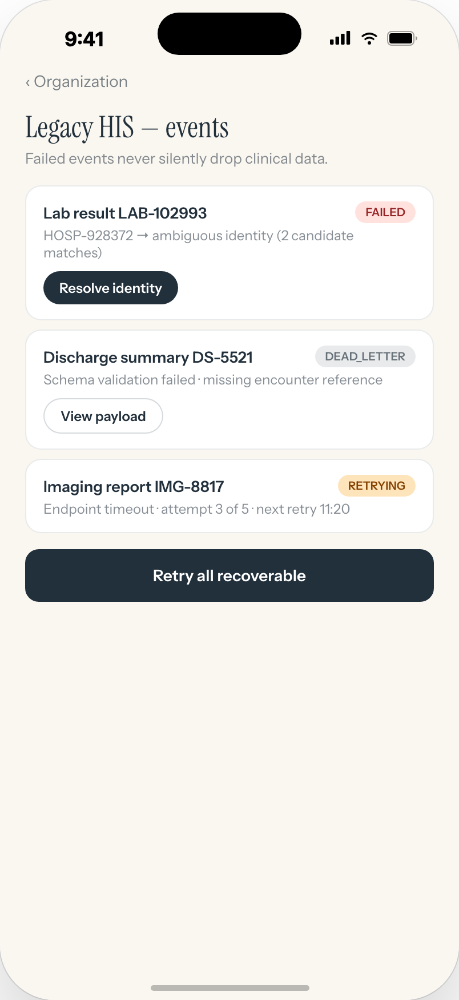 9:41
‹ Organization
Legacy HIS — events
Failed events never silently drop clinical data.
Lab result LAB-102993
FAILED
HOSP-928372 → ambiguous identity (2 candidate
matches)
Resolve identity
Discharge summary DS-5521
DEAD_LETTER
Schema validation failed · missing encounter reference
View payload
Imaging report IMG-8817
RETRYING
Endpoint timeout · attempt 3 of 5 · next retry 11:20
Retry all recoverable